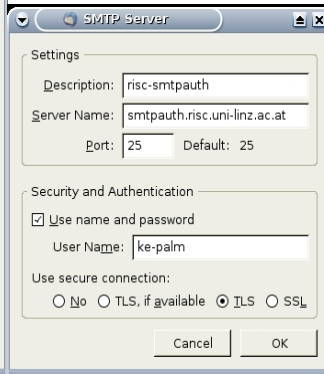 SMTP Server
Settings
Description: risc-smtpauth
Server Name: smtpauth.risc.uni-linz.ac.at
Port: 25 Default: 25
Security and Authentication
Use name and password
User Name: ke-palm
Use secure connection:
No TLS, if available TLS SSL
Cancel OK